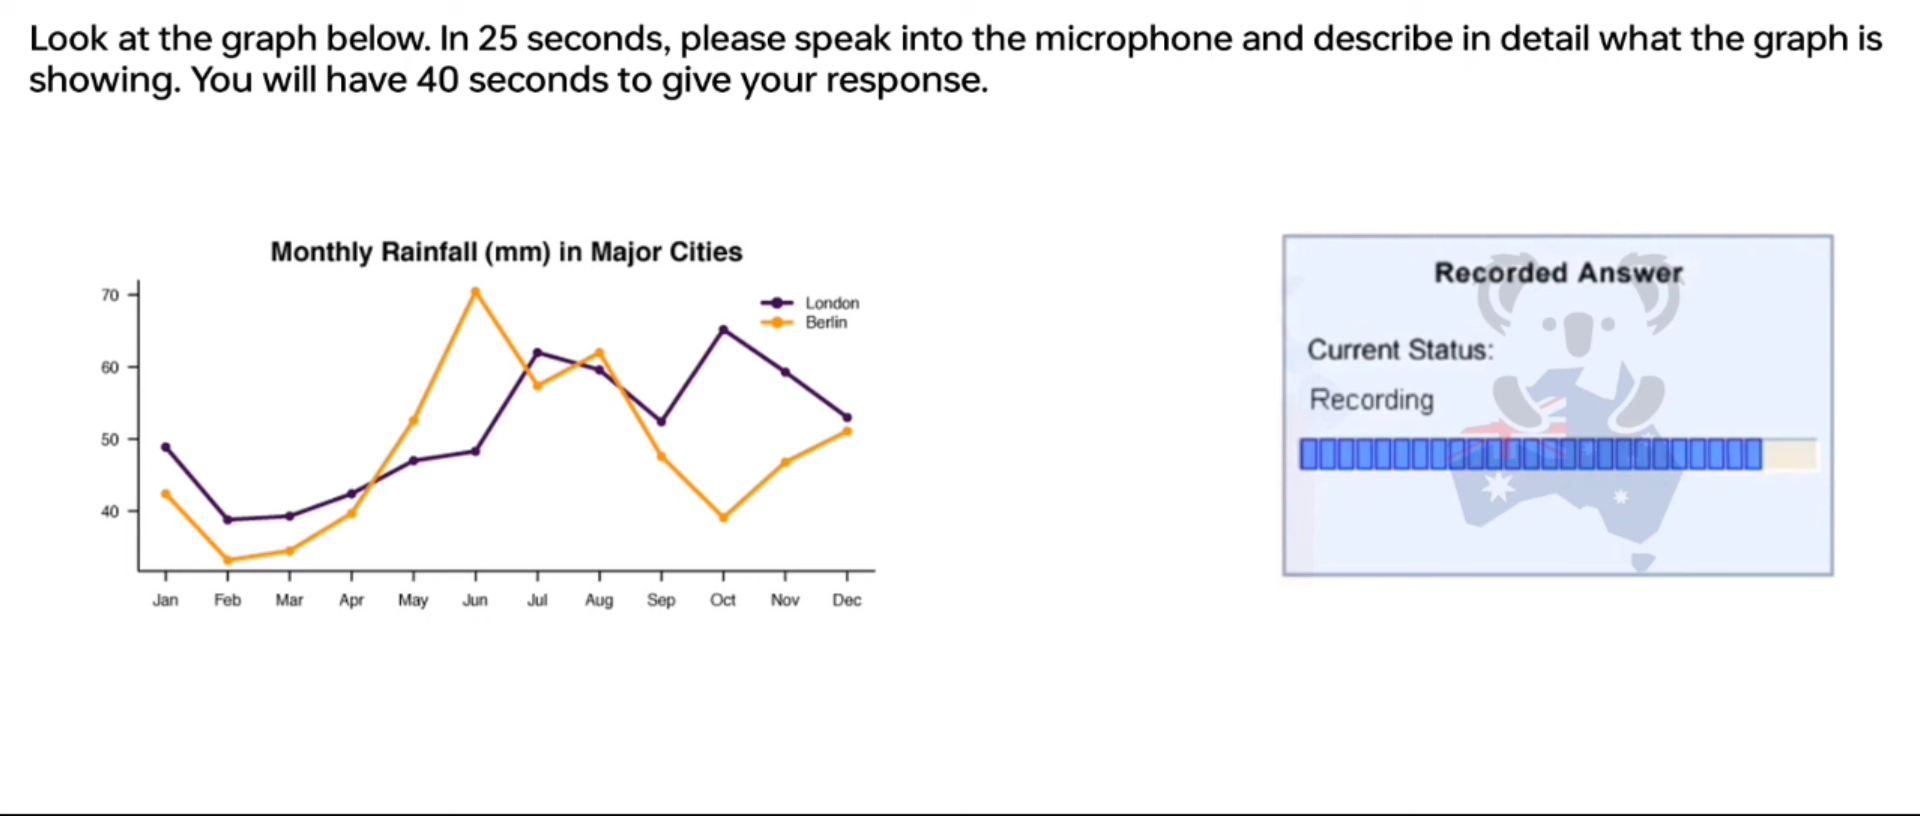 Look at the graph below. In 25 seconds, please speak into the microphone and describe in detail what the graph is
showing. You will have 40 seconds to give your response.
Monthly Rainfall (mm) in Major Cities
70
60
50
40
London
Berlin
Jan Feb Mar Apr May Jun Jul Aug Sep Oct Nov Dec
Recorded Answer
Current Status:
Recording